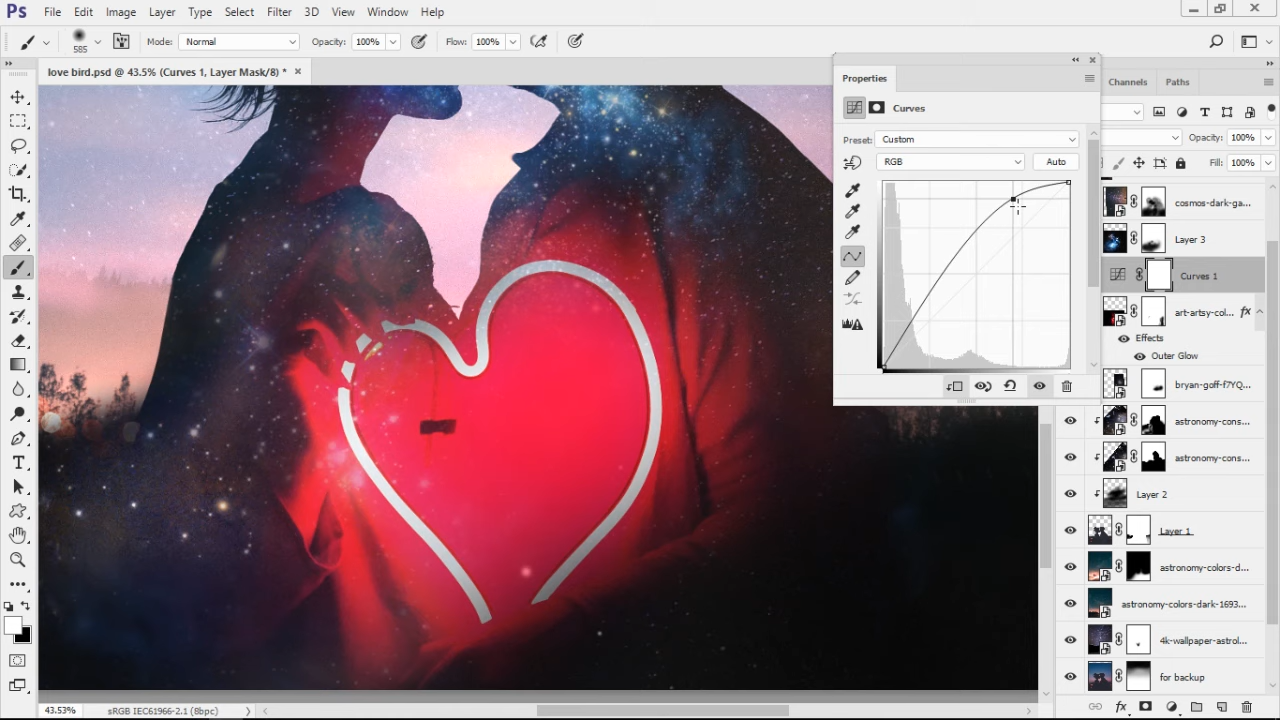 Ps File Edit Image Layer Type Select Filter 3D View Window Help
585 Mode: Normal Opacity: 100% Flow: 100%
love bird.psd @ 43.5% (Curves 1, Layer Mask/8) *
Properties
Curves
Preset: Custom
RGB Auto
Channels Paths
Opacity: 100%
Fill: 100%
cosmos-dark-ga...
Layer 3
Curves 1
art-artsy-col... fx
Effects
Outer Glow
bryan-goff-f7YQ...
astronomy-cons...
astronomy-cons...
Layer 2
Layer 1
astronomy-colors-d...
astronomy-colors-dark-1693...
4k-wallpaper-astrol...
for backup
fx
43.53% sRGB IEC61966-2.1 (8bpc)